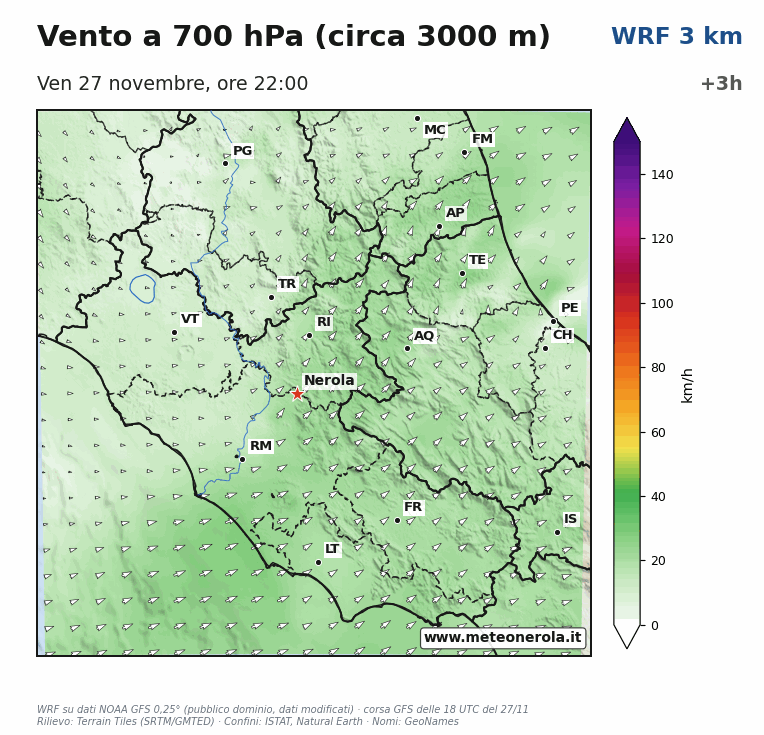 Vento a 700 hPa (circa 3000 m)
WRF 3 km
Ven 27 novembre, ore 22:00
+3h
MC
FM
PG
AP
TE
TR
PE
VT
RI
AQ
CH
Nerola
RM
FR
IS
LT
www.meteonerola.it
140
120
100
80
60
40
20
0
km/h
WRF su dati NOAA GFS 0,25° (pubblico dominio, dati modificati) · corsa GFS delle 18 UTC del 27/11
Rilievo: Terrain Tiles (SRTM/GMTED) · Confini: ISTAT, Natural Earth · Nomi: GeoNames